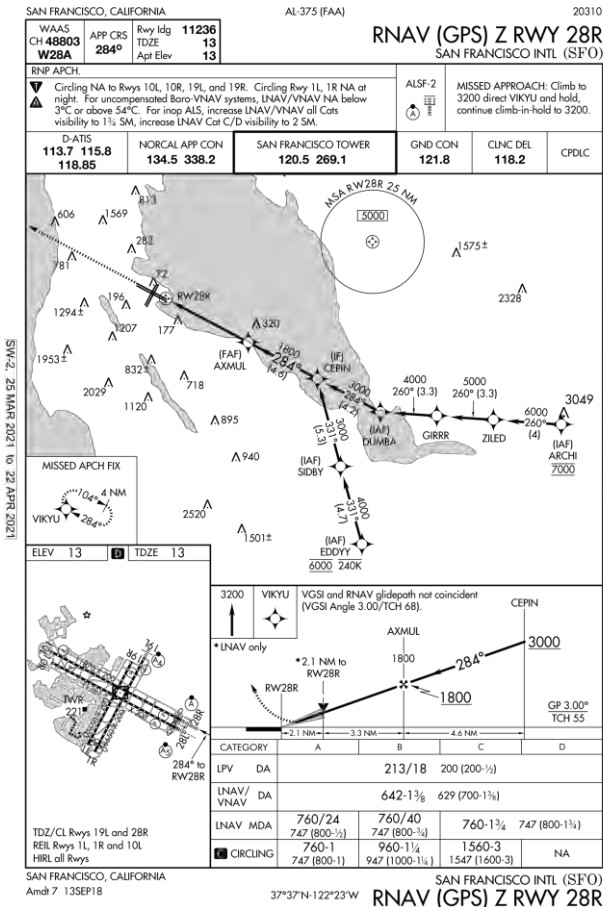 SAN FRANCISCO, CALIFORNIA
AL-375 (FAA)
20310
WAAS
CH 48803
W28A
APP CRS
284°
Rwy ldg 11236
TDZE 13
Apt Elev 13
RNAV (GPS) Z RWY 28R
SAN FRANCISCO INTL (SFO)
RNP APCH.
T
A
Circling NA to Rwys 10L, 10R, 19L, and 19R. Circling Rwy 1L, 1R NA at
night. For uncompensated Baro-VNAV systems, LNAV/VNAV NA below
3°C or above 54°C. For inop ALS, increase LNAV/VNAV all Cats
visibility to 1¾ SM, increase LNAV Cat C/D visibility to 2 SM.
ALSF-2
A
MISSED APPROACH: Climb to
3200 direct VIKYU and hold,
continue climb-in-hold to 3200.
D-ATIS
113.7 115.8
118.85
NORCAL APP CON
134.5 338.2
SAN FRANCISCO TOWER
120.5 269.1
GND CON
121.8
CLNC DEL
118.2
CPDLC
MSA RW28R 25 NM
5000
606
1569
781
1575±
2328
72
RW28R
196
1294±
1207
177
320
1953±
832±
2029
718
1120
895
940
2520
1501±
3049
(FAF)
AXMUL
1800
284°
(4.6)
(IF)
CEPIN
3000
284°
(4.2)
(IAF)
DUMBA
4000
260° (3.3)
GIRRR
5000
260° (3.3)
ZILED
6000
260°
(4)
(IAF)
ARCHI
7000
3000
331°
(5.3)
(IAF)
SIDBY
4000
331°
(4.7)
(IAF)
EDDYY
6000 240K
MISSED APCH FIX
VIKYU
104°
4 NM
284°
SW-2, 25 MAR 2021 to 22 APR 2021
ELEV 13
D
TDZE 13
TWR
221
19L
19R
1R
28L
28R
A
284° to
RW28R
TDZ/CL Rwys 19L and 28R
REIL Rwys 1L, 1R and 10L
HIRL all Rwys
3200
VIKYU
VGSI and RNAV glidepath not coincident
(VGSI Angle 3.00/TCH 68).
*LNAV only
CEPIN
AXMUL
*2.1 NM to
RW28R
RW28R
1800
284°
3000
1800
GP 3.00°
TCH 55
2.1 NM
3.3 NM
4.6 NM
CATEGORY A B C D
LPV DA 213/18 200 (200-½)
LNAV/
VNAV DA 642-1⅜ 629 (700-1⅜)
LNAV MDA 760/24 747 (800-½) 760/40 747 (800-¾) 760-1¾ 747 (800-1¾)
C CIRCLING 760-1 747 (800-1) 960-1¼ 947 (1000-1¼) 1560-3 1547 (1600-3) NA
SAN FRANCISCO, CALIFORNIA
Amdt 7 13SEP18
37°37'N-122°23'W
SAN FRANCISCO INTL (SFO)
RNAV (GPS) Z RWY 28R